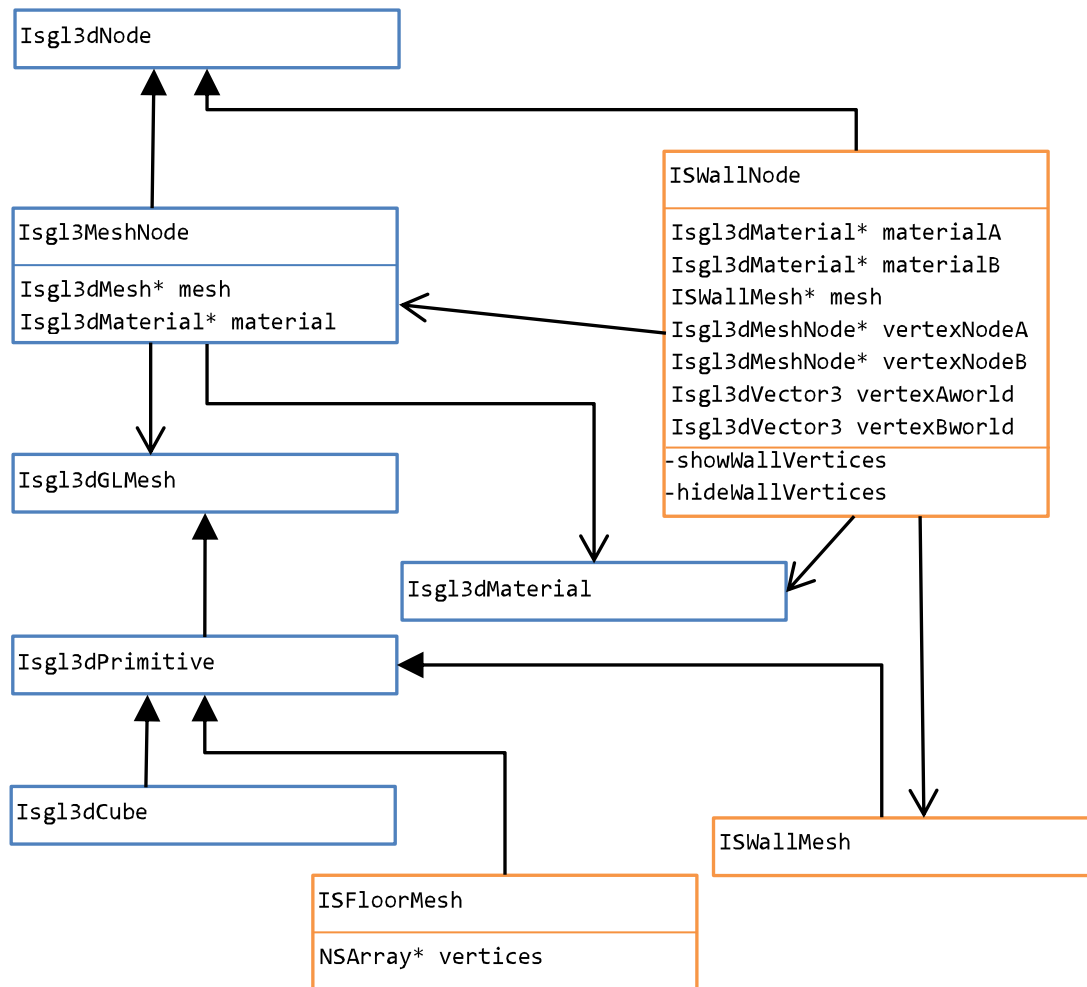 Isgl3dNode
ISWallNode
Isgl3dMaterial* materialA
Isgl3dMaterial* materialB
ISWallMesh* mesh
Isgl3dMeshNode* vertexNodeA
Isgl3dMeshNode* vertexNodeB
Isgl3dVector3 vertexAworld
Isgl3dVector3 vertexBworld
-showWallVertices
-hideWallVertices
Isgl3MeshNode
Isgl3dMesh* mesh
Isgl3dMaterial* material
Isgl3dGLMesh
Isgl3dMaterial
Isgl3dPrimitive
Isgl3dCube
ISWallMesh
ISFloorMesh
NSArray* vertices